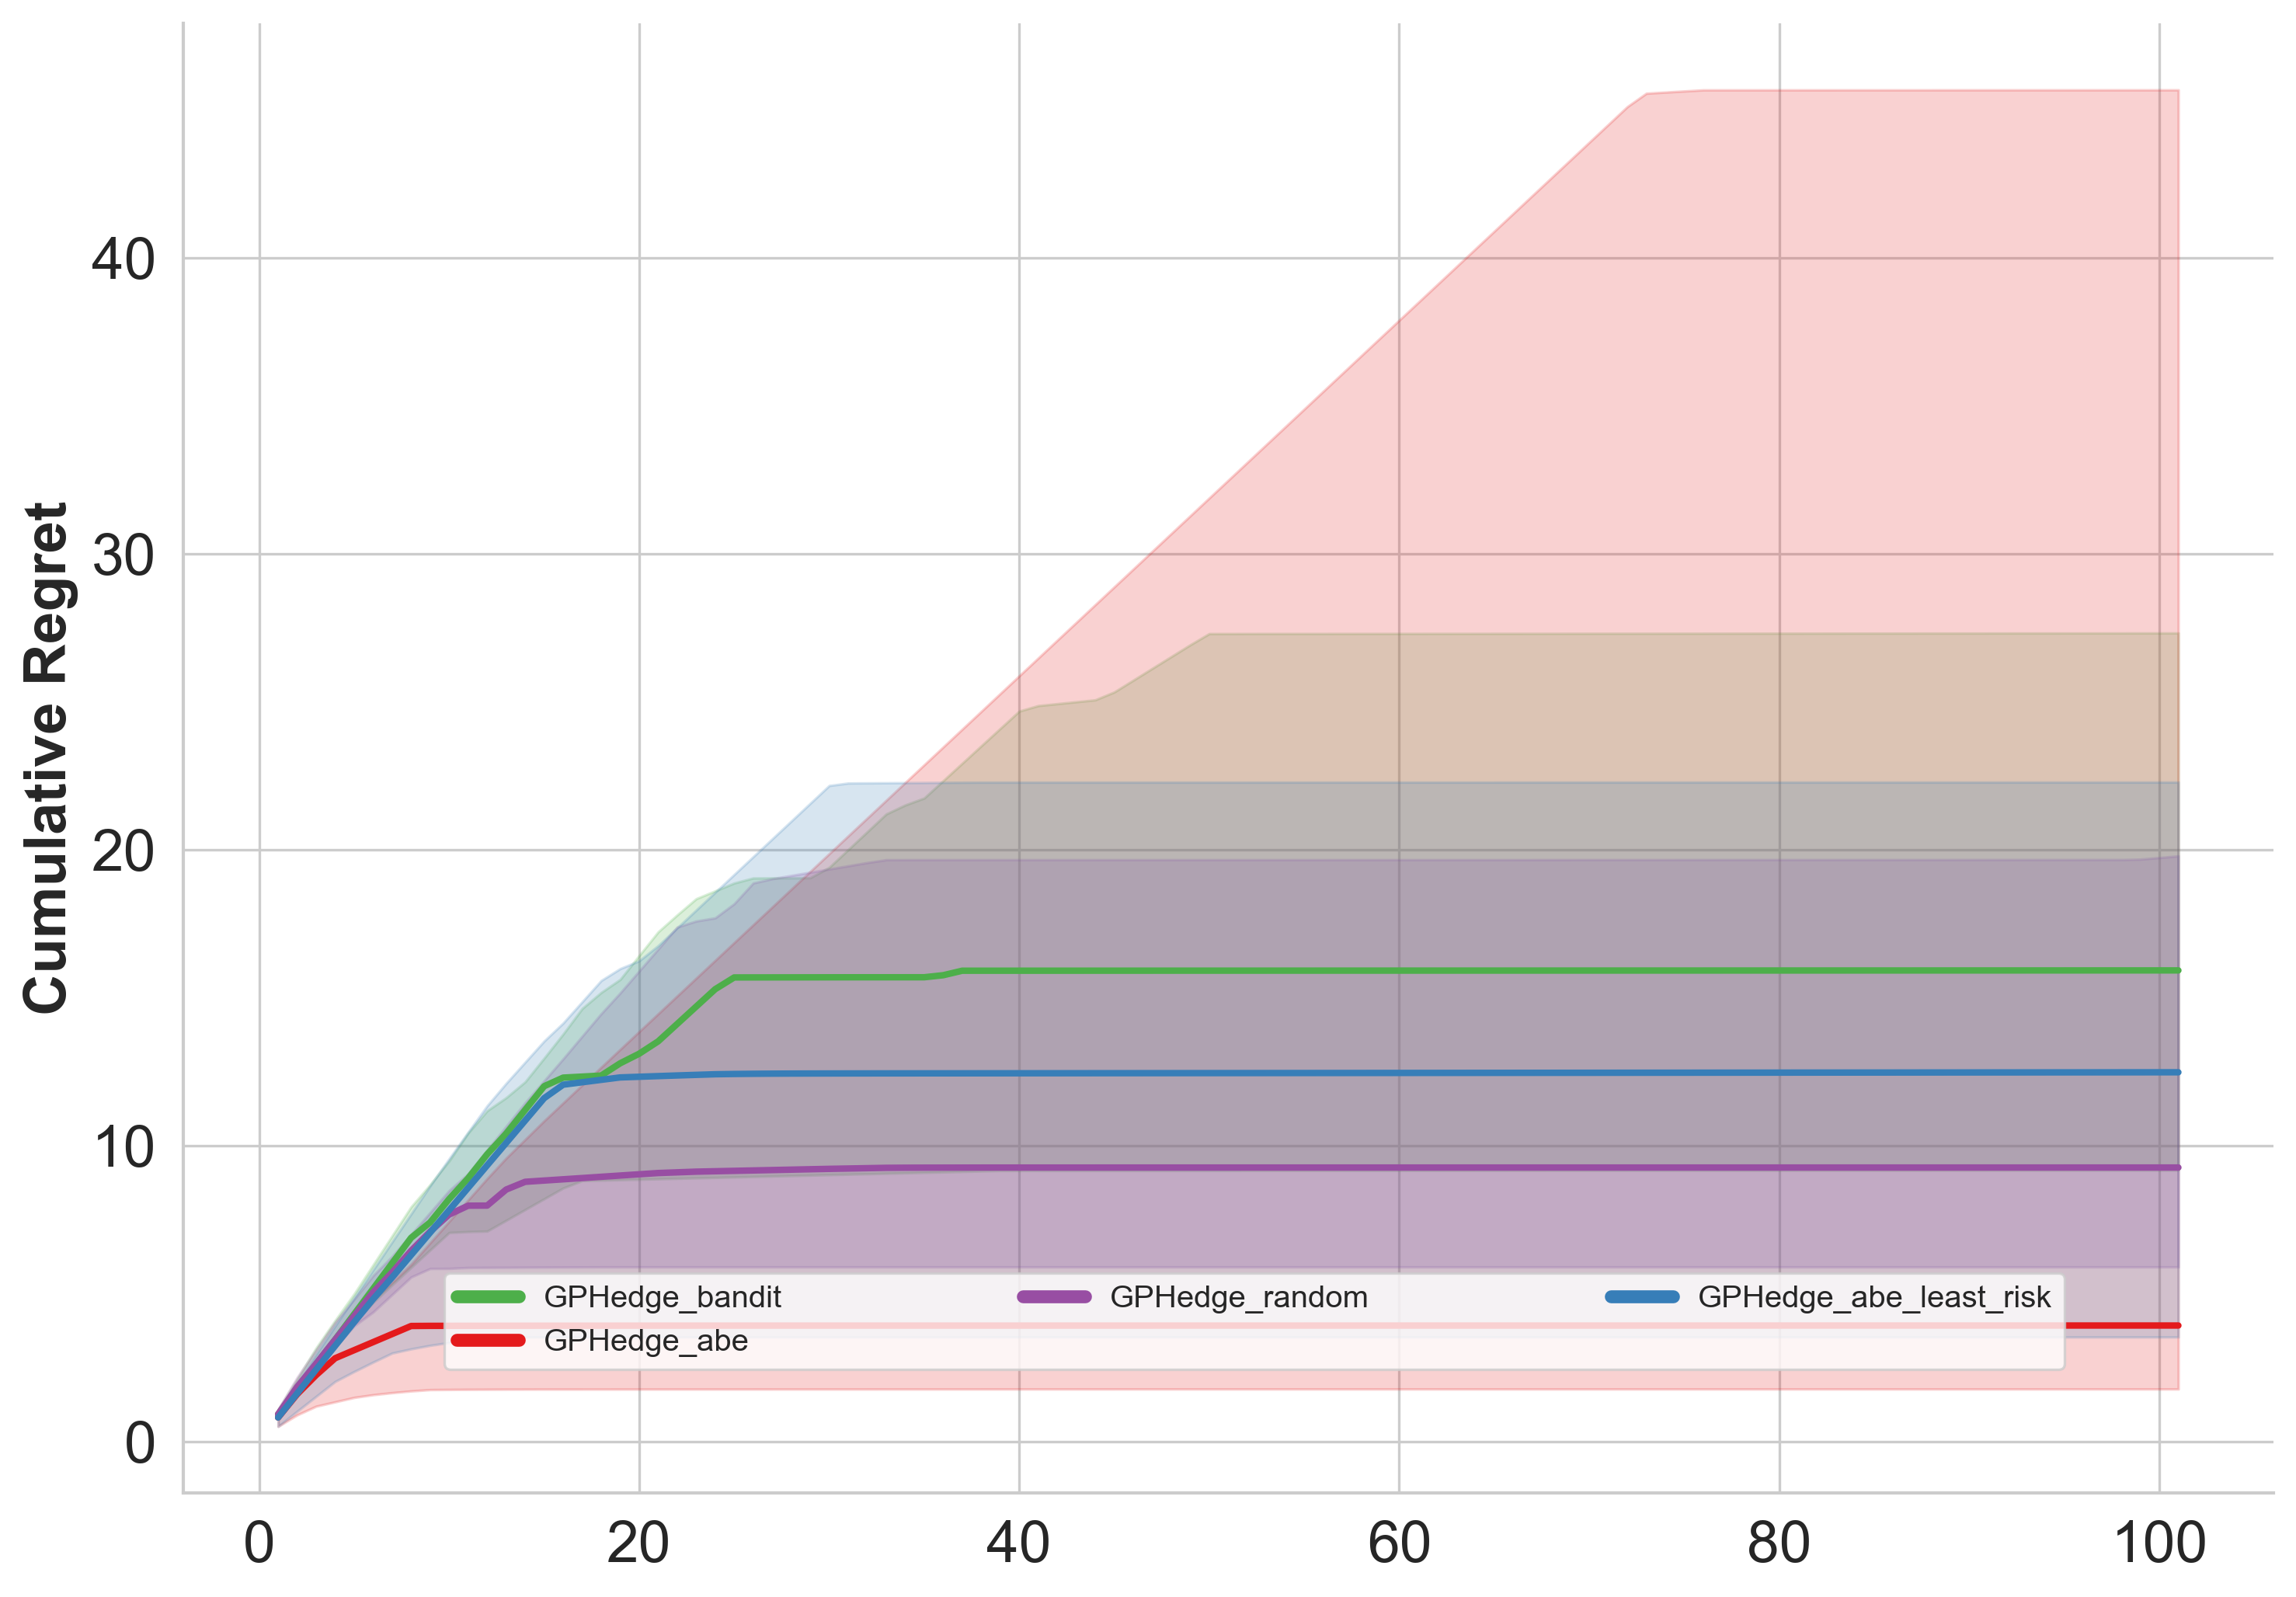 Cumulative Regret
40
30
20
10
0
GPHedge_bandit
GPHedge_abe
GPHedge_random
GPHedge_abe_least_risk
0 20 40 60 80 100